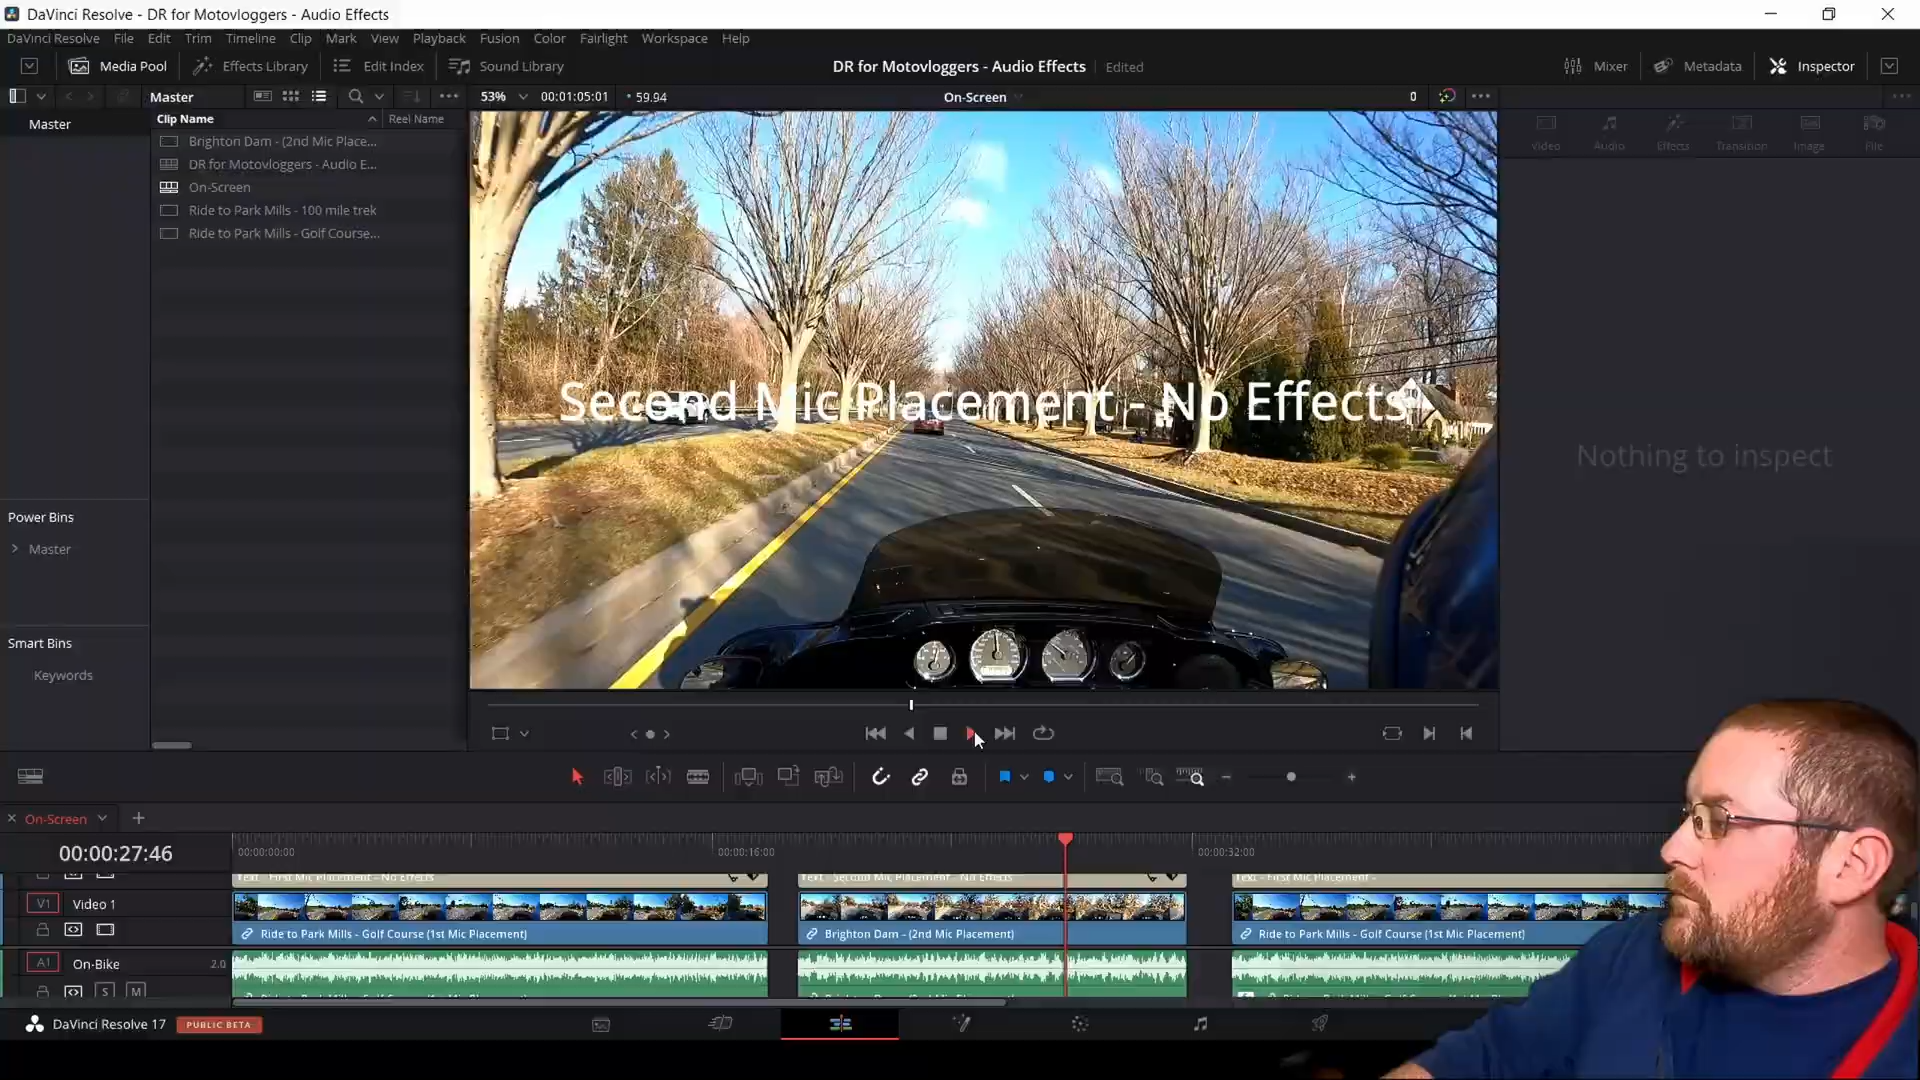 DaVinci Resolve - DR for Motovloggers - Audio Effects
DaVinci Resolve File Edit Trim Timeline Clip Mark View Playback Fusion Color Fairlight Workspace Help
Media Pool Effects Library Edit Index Sound Library DR for Motovloggers - Audio Effects Edited Mixer Metadata Inspector
Master 53% 00:01:05:01 59.94 On-Screen 0
Master
Clip Name Reel Name
Brighton Dam - (2nd Mic Place...
DR for Motovloggers - Audio E...
On-Screen
Ride to Park Mills - 100 mile trek
Ride to Park Mills - Golf Course...
Video Audio Effects Transition Image File
Second Mic Placement - No Effects
Nothing to inspect
Power Bins
Master
Smart Bins
Keywords
On-Screen
00:00:27:46
00:00:00:00 00:00:16:00 00:00:32:00
Text - First Mic Placement - No Effects Text - Second Mic Placement - No Effects Text - First Mic Placement -
V1 Video 1
Ride to Park Mills - Golf Course (1st Mic Placement) Brighton Dam - (2nd Mic Placement) Ride to Park Mills - Golf Course (1st Mic Placement)
A1 On-Bike 2.0
S M
DaVinci Resolve 17 PUBLIC BETA